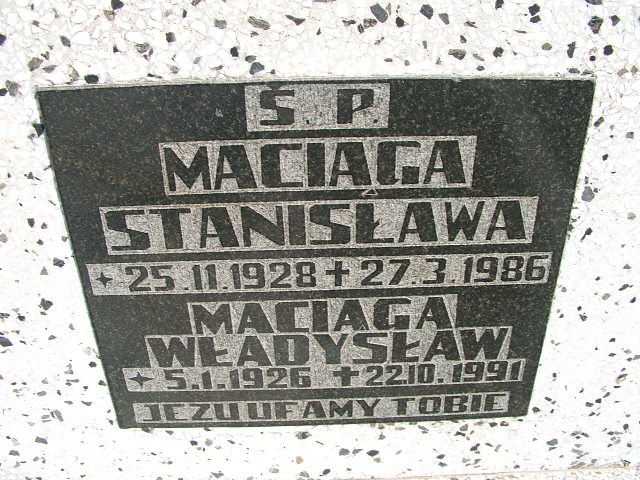 Ś. P.
MACIĄGA
STANISŁAWA
✦ 25.11.1928 ✝ 27.3 1986
MACIĄGA
WŁADYSŁAW
✦ 5.1.1926 ✝ 22.10.1991
JEZU UFAMY TOBIE